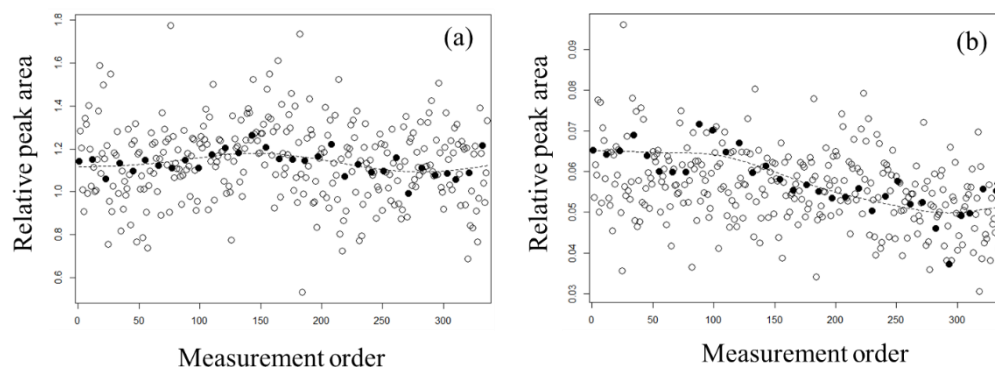 (a)
Relative peak area
1.8
1.6
1.4
1.2
1.0
0.8
0.6
0 50 100 150 200 250 300
Measurement order
(b)
Relative peak area
0.09
0.08
0.07
0.06
0.05
0.04
0.03
0 50 100 150 200 250 300
Measurement order